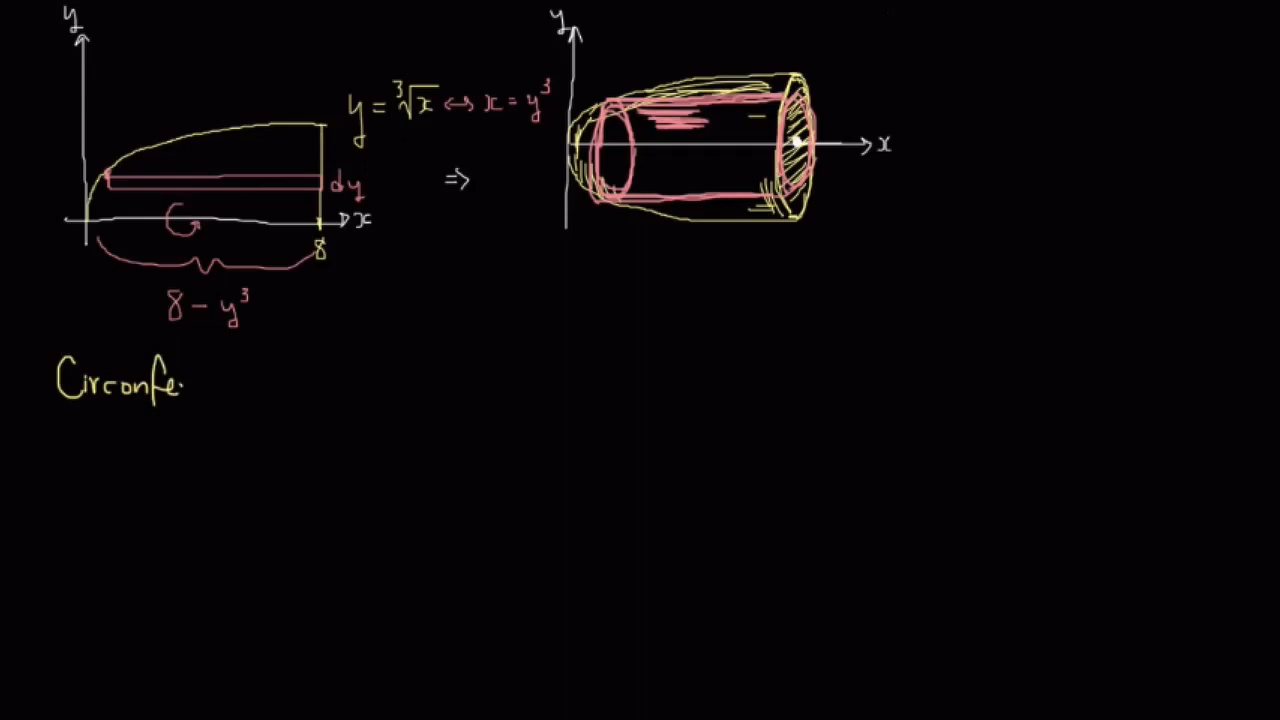 y
y
y = ∛x ↔ x = y³
x
dy
⇒
x
8
8 − y³
Circonfe